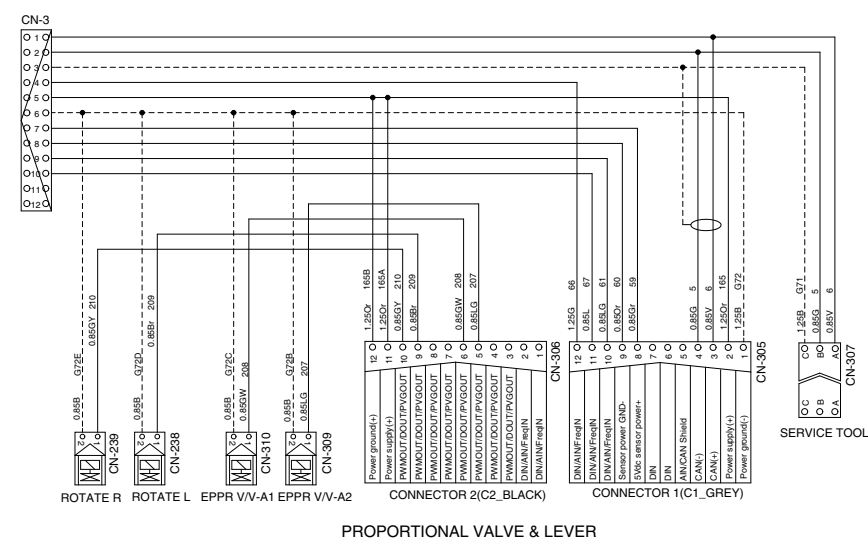 CN-3
1
2
3
4
5
6
7
8
9
10
11
12
G72E
0.85B
210
0.85GY
G72D
0.85B
209
0.85Br
G72C
0.85B
208
0.85GW
G72B
0.85B
207
0.85LG
165B
1.25Or
165A
1.25Or
210
0.85GY
209
0.85Br
208
0.85GW
207
0.85LG
66
1.25G
67
0.85L
61
0.85LG
60
0.85Or
59
0.85Gr
5
0.85G
6
0.85V
165
1.25Or
G72
1.25B
G71
1.25B
5
0.85G
6
0.85V
2
1
CN-239
ROTATE R
2
1
CN-238
ROTATE L
2
1
CN-310
EPPR V/V-A1
2
1
CN-309
EPPR V/V-A2
12
11
10
9
8
7
6
5
4
3
2
1
CN-306
Power ground(+)
Power supply(+)
PWMOUT/DOUT/PVGOUT
PWMOUT/DOUT/PVGOUT
PWMOUT/DOUT/PVGOUT
PWMOUT/DOUT/PVGOUT
PWMOUT/DOUT/PVGOUT
PWMOUT/DOUT/PVGOUT
PWMOUT/DOUT/PVGOUT
PWMOUT/DOUT/PVGOUT
DIN/AIN/FreqIN
DIN/AIN/FreqIN
CONNECTOR 2(C2_BLACK)
12
11
10
9
8
7
6
5
4
3
2
1
CN-305
DIN/AIN/FreqIN
DIN/AIN/FreqIN
DIN/AIN/FreqIN
Sensor power GND-
5Vdc sensor power+
DIN
DIN
AIN/CAN Shield
CAN(-)
CAN(+)
Power supply(+)
Power ground(-)
CONNECTOR 1(C1_GREY)
C
B
A
CN-307
C
B
A
SERVICE TOOL
PROPORTIONAL VALVE & LEVER